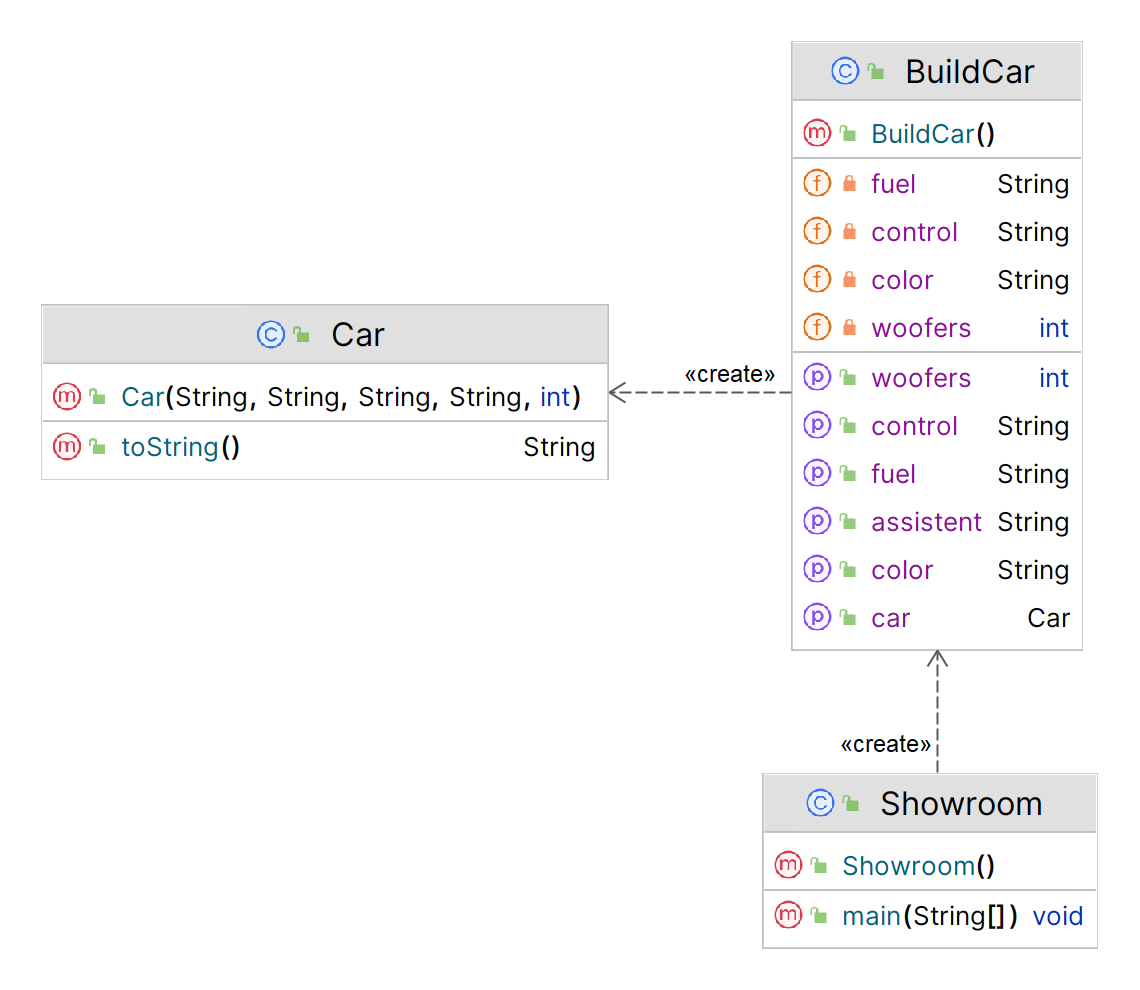 BuildCar
BuildCar()
fuel String
control String
color String
woofers int
woofers int
control String
fuel String
assistent String
color String
car Car
Car
Car(String, String, String, String, int)
toString() String
«create»
«create»
Showroom
Showroom()
main(String[]) void